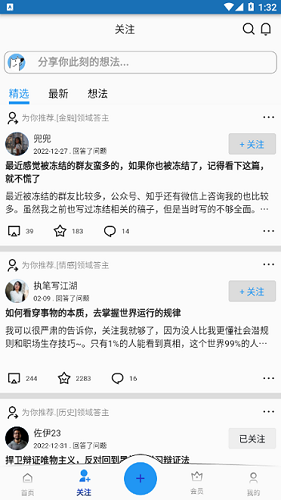 1:32
关注
分享你此刻的想法...
精选 最新 想法
为你推荐.[金融]领域答主
兜兜
2022-12-27 . 回答了问题
+ 关注
最近感觉被冻结的群友蛮多的，如果你也被冻结了，记得看下这篇，
就不慌了
最近被冻结的群友比较多，公众号、知乎还有微信上咨询我的也比较
多。虽然我之前也写过冻结相关的稿子，但是当时写的不够全面。...
39 183 14
为你推荐.[情感]领域答主
执笔写江湖
02-09 . 回答了问题
+ 关注
如何看穿事物的本质，去掌握世界运行的规律
我可以很严肃的告诉你，关注我就够了，因为没人比我更懂社会潜规
则和职场生存技巧~。只有1%的人能看到真相，这个世界99%的人...
244 2283 16
为你推荐.[历史]领域答主
佐伊23
2022-12-31 . 回答了问题
已关注
捍卫辩证唯物主义，反对回到
辩证法
首页 关注 + 会员 我的